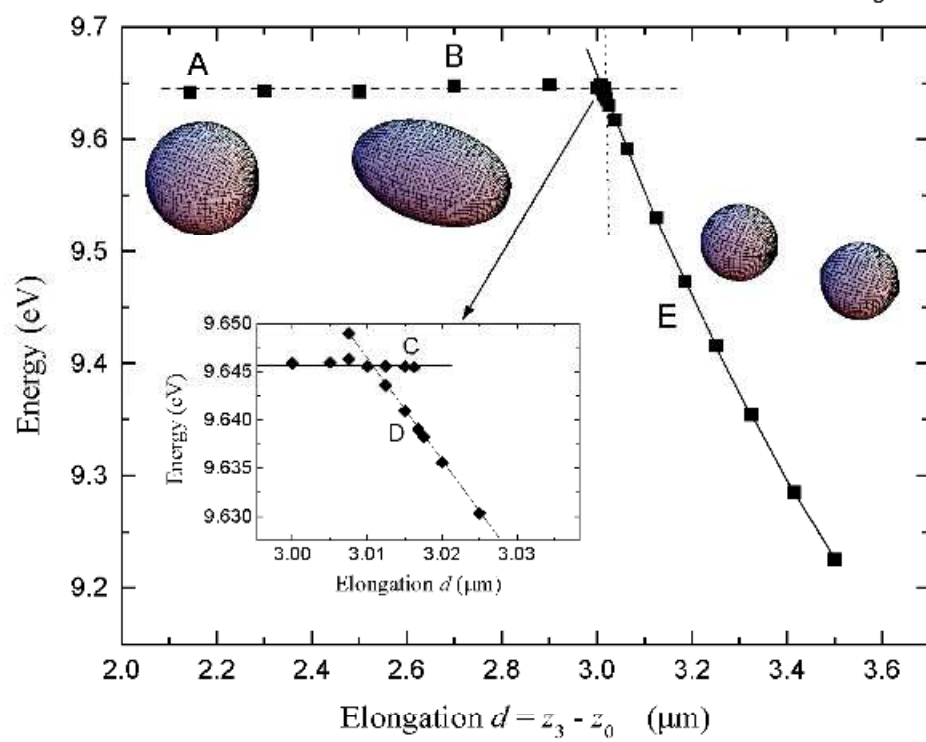 9.7
9.6
9.5
9.4
9.3
9.2
Energy (eV)
A
B
E
9.650
9.645
9.640
9.635
9.630
Energy (eV)
C
D
3.00 3.01 3.02 3.03
Elongation d (μm)
2.0 2.2 2.4 2.6 2.8 3.0 3.2 3.4 3.6
Elongation d = z₃ - z₀ (μm)